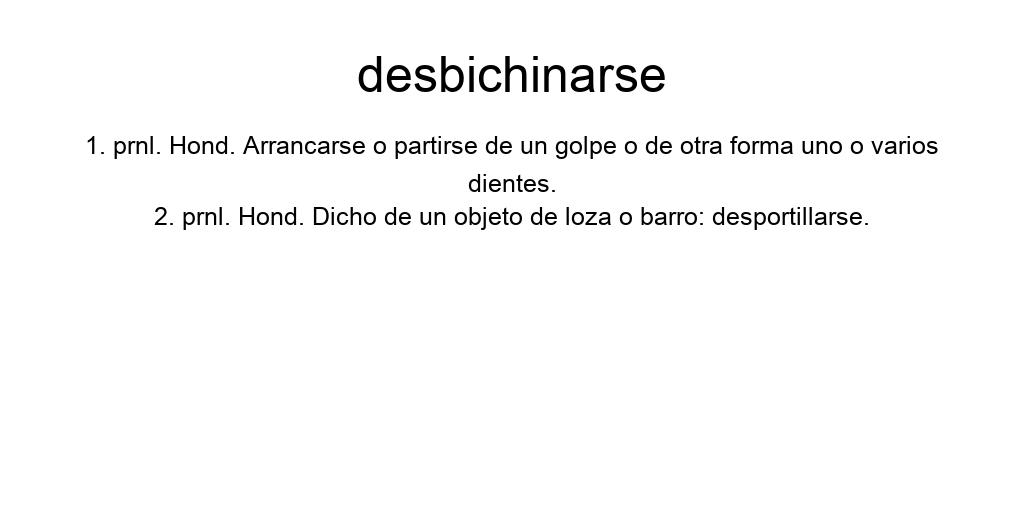 desbichinarse
1. prnl. Hond. Arrancarse o partirse de un golpe o de otra forma uno o varios
dientes.
2. prnl. Hond. Dicho de un objeto de loza o barro: desportillarse.